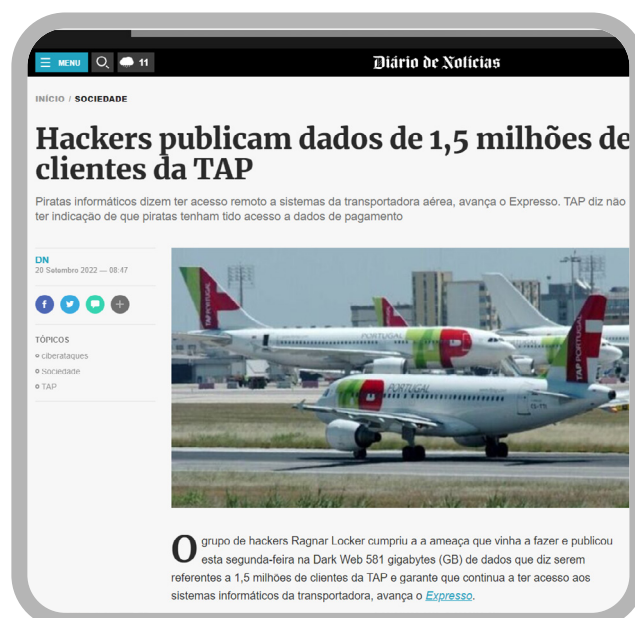 MENU
11
Diário de Notícias
INÍCIO / SOCIEDADE
Hackers publicam dados de 1,5 milhões de
clientes da TAP
Piratas informáticos dizem ter acesso remoto a sistemas da transportadora aérea, avança o Expresso. TAP diz não
ter indicação de que piratas tenham tido acesso a dados de pagamento
DN
20 Setembro 2022 — 08:47
TÓPICOS
ciberataques
Sociedade
TAP
TAP PORTUGAL
PORTUGAL
TAP PORTUGAL
PORTUGAL
O grupo de hackers Ragnar Locker cumpriu a a ameaça que vinha a fazer e publicou
esta segunda-feira na Dark Web 581 gigabytes (GB) de dados que diz serem
referentes a 1,5 milhões de clientes da TAP e garante que continua a ter acesso aos
sistemas informáticos da transportadora, avança o Expresso.